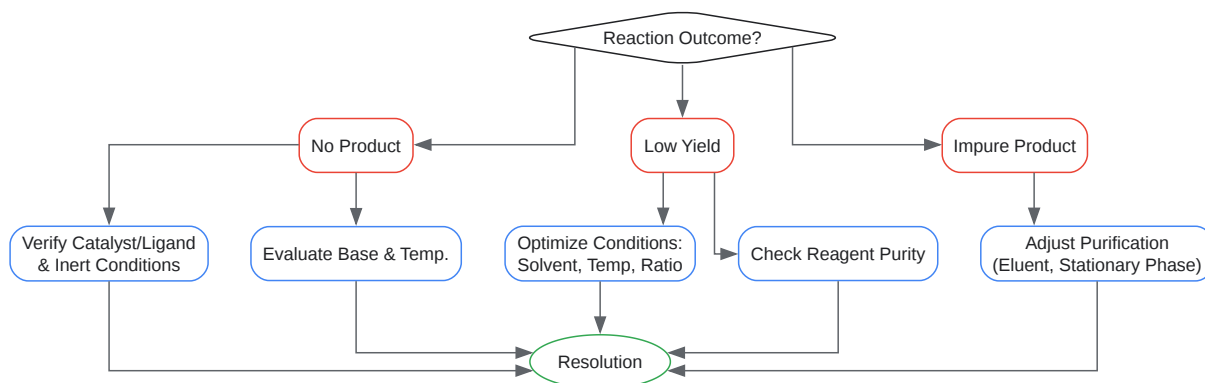 Reaction Outcome?
No Product
Low Yield
Impure Product
Verify Catalyst/Ligand
& Inert Conditions
Evaluate Base & Temp.
Optimize Conditions:
Solvent, Temp, Ratio
Check Reagent Purity
Adjust Purification
(Eluent, Stationary Phase)
Resolution